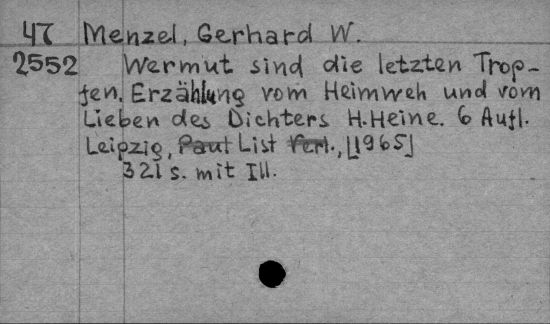 47 Menzel, Gerhard W.
2552 Wermut sind die letzten Trop-
fen. Erzählung vom Heimweh und vom
Lieben des Dichters H. Heine. 6 Aufl.
Leipzig, Paul List Verl., [1965]
321 s. mit Ill.